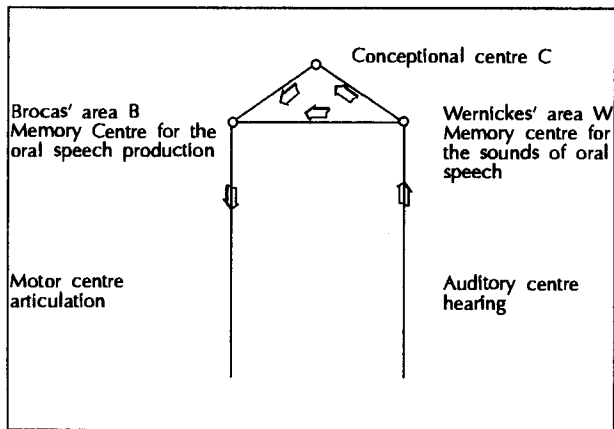 Conceptional centre C
Brocas' area B
Memory Centre for the
oral speech production
Wernickes' area W
Memory centre for
the sounds of oral
speech
Motor centre
articulation
Auditory centre
hearing